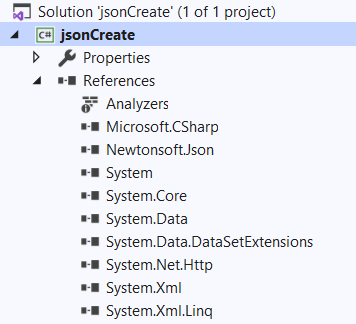 Solution 'jsonCreate' (1 of 1 project)
C# jsonCreate
Properties
References
Analyzers
Microsoft.CSharp
Newtonsoft.Json
System
System.Core
System.Data
System.Data.DataSetExtensions
System.Net.Http
System.Xml
System.Xml.Linq